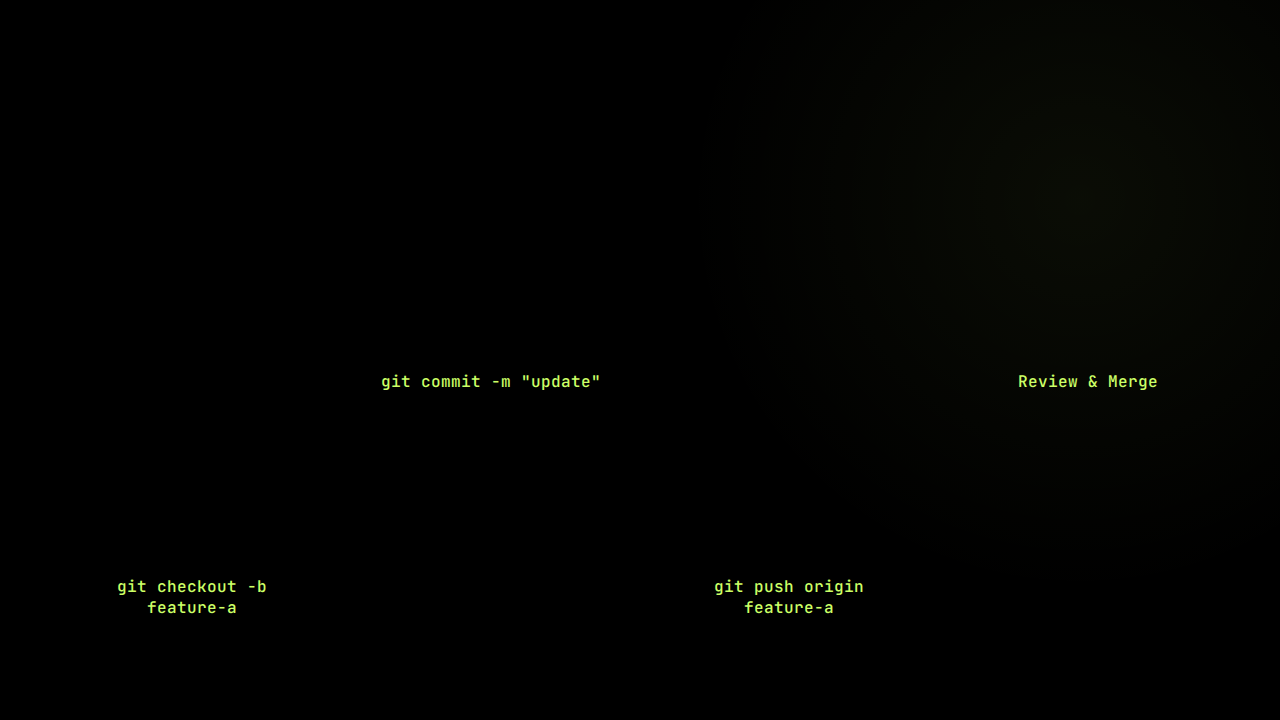 git commit -m "update"
Review & Merge
git checkout -b
feature-a
git push origin
feature-a